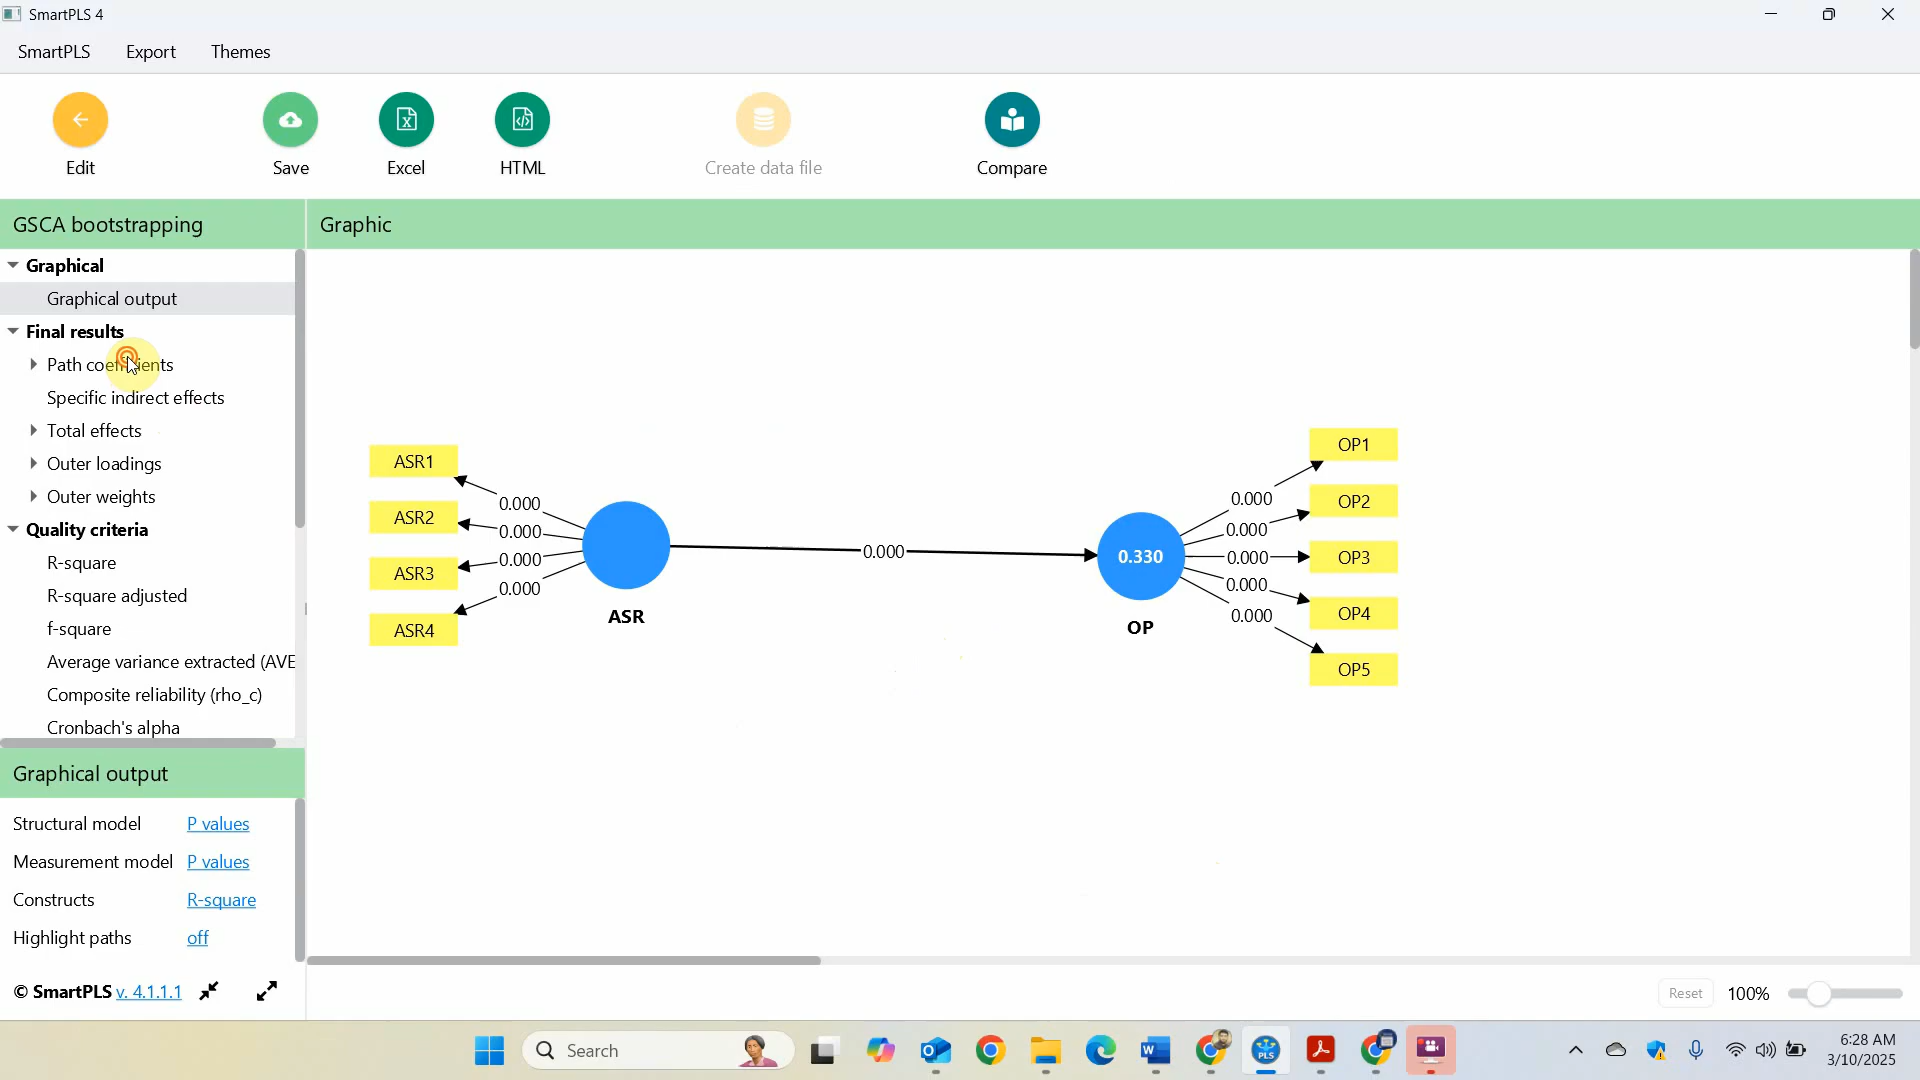 SmartPLS 4
SmartPLS Export Themes
Edit Save Excel HTML Create data file Compare
GSCA bootstrapping
Graphical
Graphical output
Final results
Path coefficients
Specific indirect effects
Total effects
Outer loadings
Outer weights
Quality criteria
R-square
R-square adjusted
f-square
Average variance extracted (AVE
Composite reliability (rho_c)
Cronbach's alpha
Graphical output
Structural model P values
Measurement model P values
Constructs R-square
Highlight paths off
© SmartPLS v. 4.1.1.1
Graphic
ASR1
ASR2
ASR3
ASR4
0.000
0.000
0.000
0.000
ASR
0.000
0.330
OP
0.000
0.000
0.000
0.000
0.000
OP1
OP2
OP3
OP4
OP5
Reset 100%
Search
PLS
6:28 AM
3/10/2025